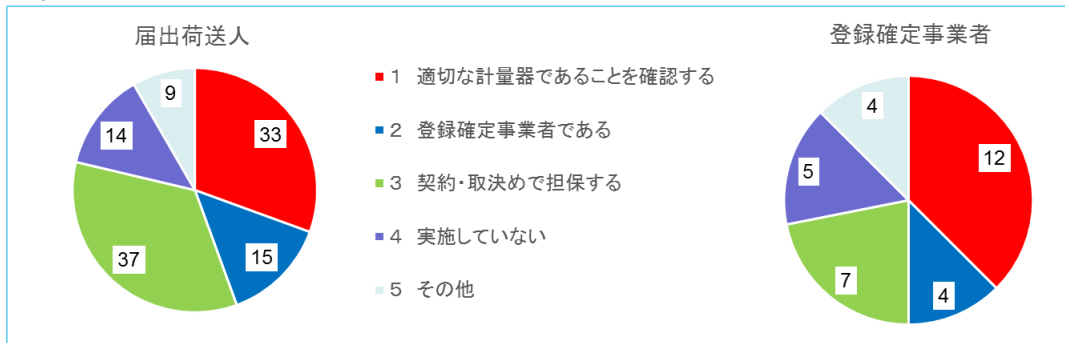 届出荷送人
33
15
37
14
9
1 適切な計量器であることを確認する
2 登録確定事業者である
3 契約・取決めで担保する
4 実施していない
5 その他
登録確定事業者
12
4
7
5
4